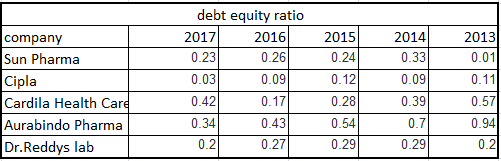 debt equity ratio
company 2017 2016 2015 2014 2013
Sun Pharma 0.23 0.26 0.24 0.33 0.01
Cipla 0.03 0.09 0.12 0.09 0.11
Cardila Health Care 0.42 0.17 0.28 0.39 0.57
Aurabindo Pharma 0.34 0.43 0.54 0.7 0.94
Dr.Reddys lab 0.2 0.27 0.29 0.29 0.2